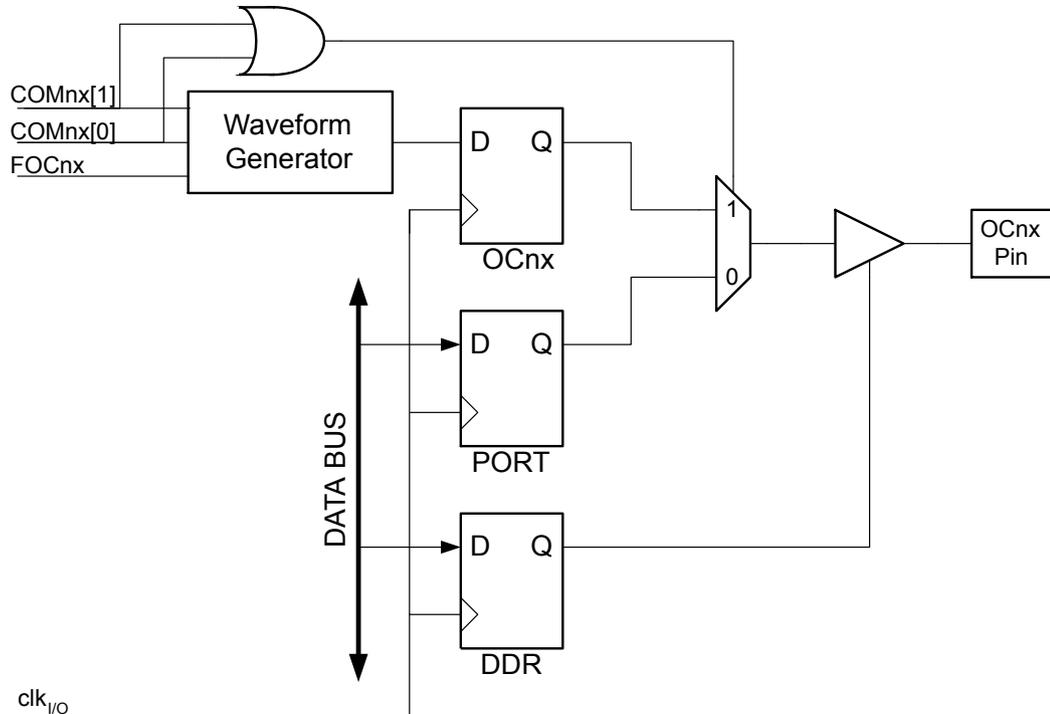 COMnx[1]
COMnx[0]
FOCnx
Waveform
Generator
D Q
OCnx
1
0
OCnx
Pin
DATA BUS
D Q
PORT
D Q
DDR
clkI/O